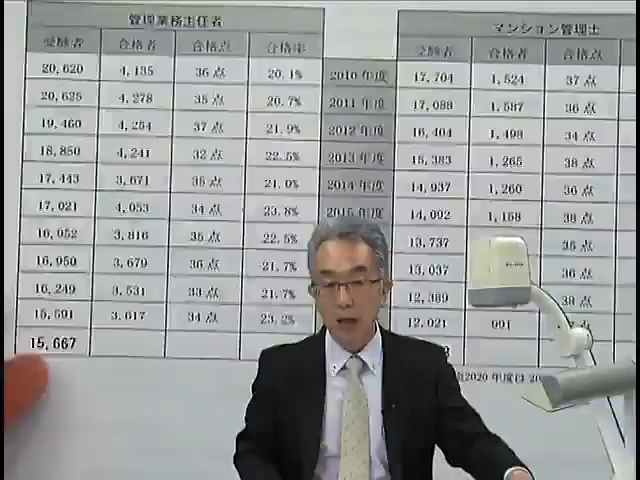 管理業務主任者 マンション管理士
受験者 合格者 合格点 合格率 受験者 合格者 合格点
20,620 4,135 36点 20.1% 2010年度 17,704 1,524 37点
20,625 4,278 35点 20.7% 2011年度 17,088 1,587 36点
19,460 4,254 37点 21.9% 2012年度 16,404 1,498 34点
18,850 4,241 32点 22.5% 2013年度 15,383 1,265 38点
17,443 3,671 35点 21.0% 2014年度 14,937 1,260 36点
17,021 4,053 34点 23.8% 2015年度 14,092 1,158 38点
16,952 3,816 35点 22.5% 13,737 35点
16,950 3,679 36点 21.7% 13,037 36点
16,249 3,531 33点 21.7% 12,389 38点
15,591 3,617 34点 23.2% 12,021 991
15,667
2020年度は 20